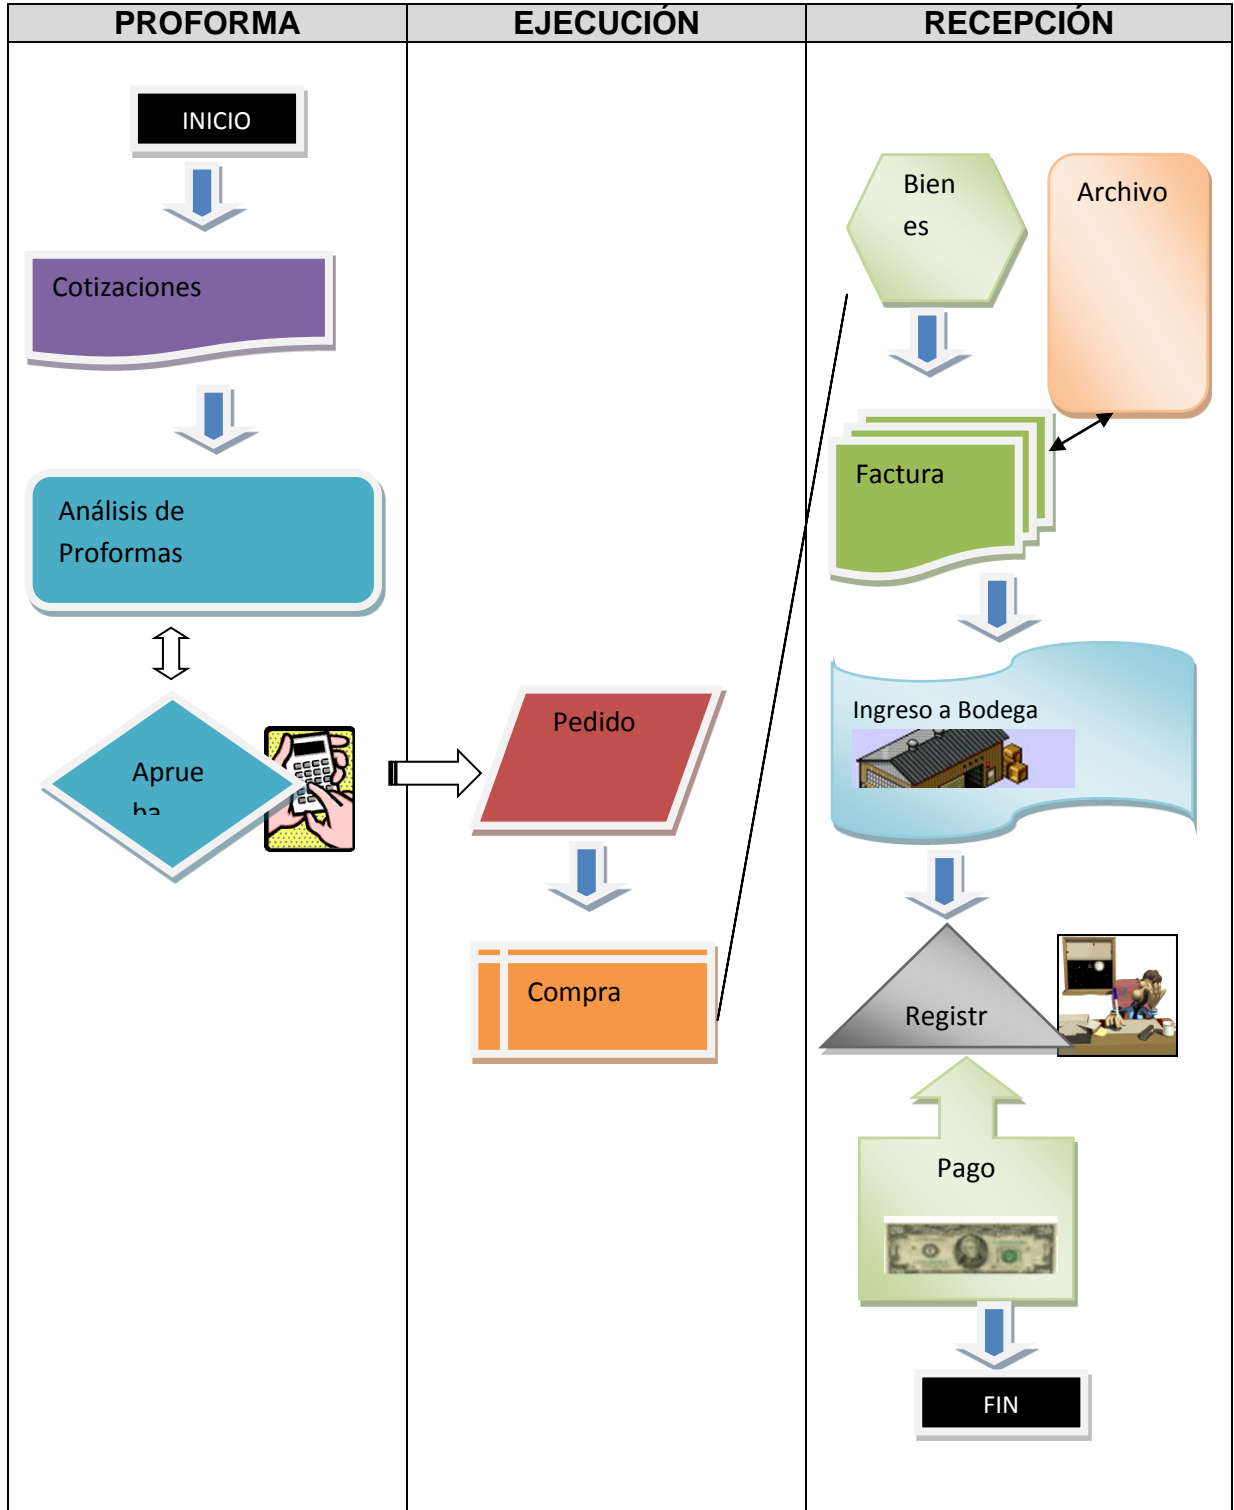 PROFORMA
EJECUCIÓN
RECEPCIÓN
INICIO
Cotizaciones
Análisis de
Proformas
Aprue
ba
Pedido
Compra
Bien
es
Archivo
Factura
Ingreso a Bodega
Registr
Pago
FIN